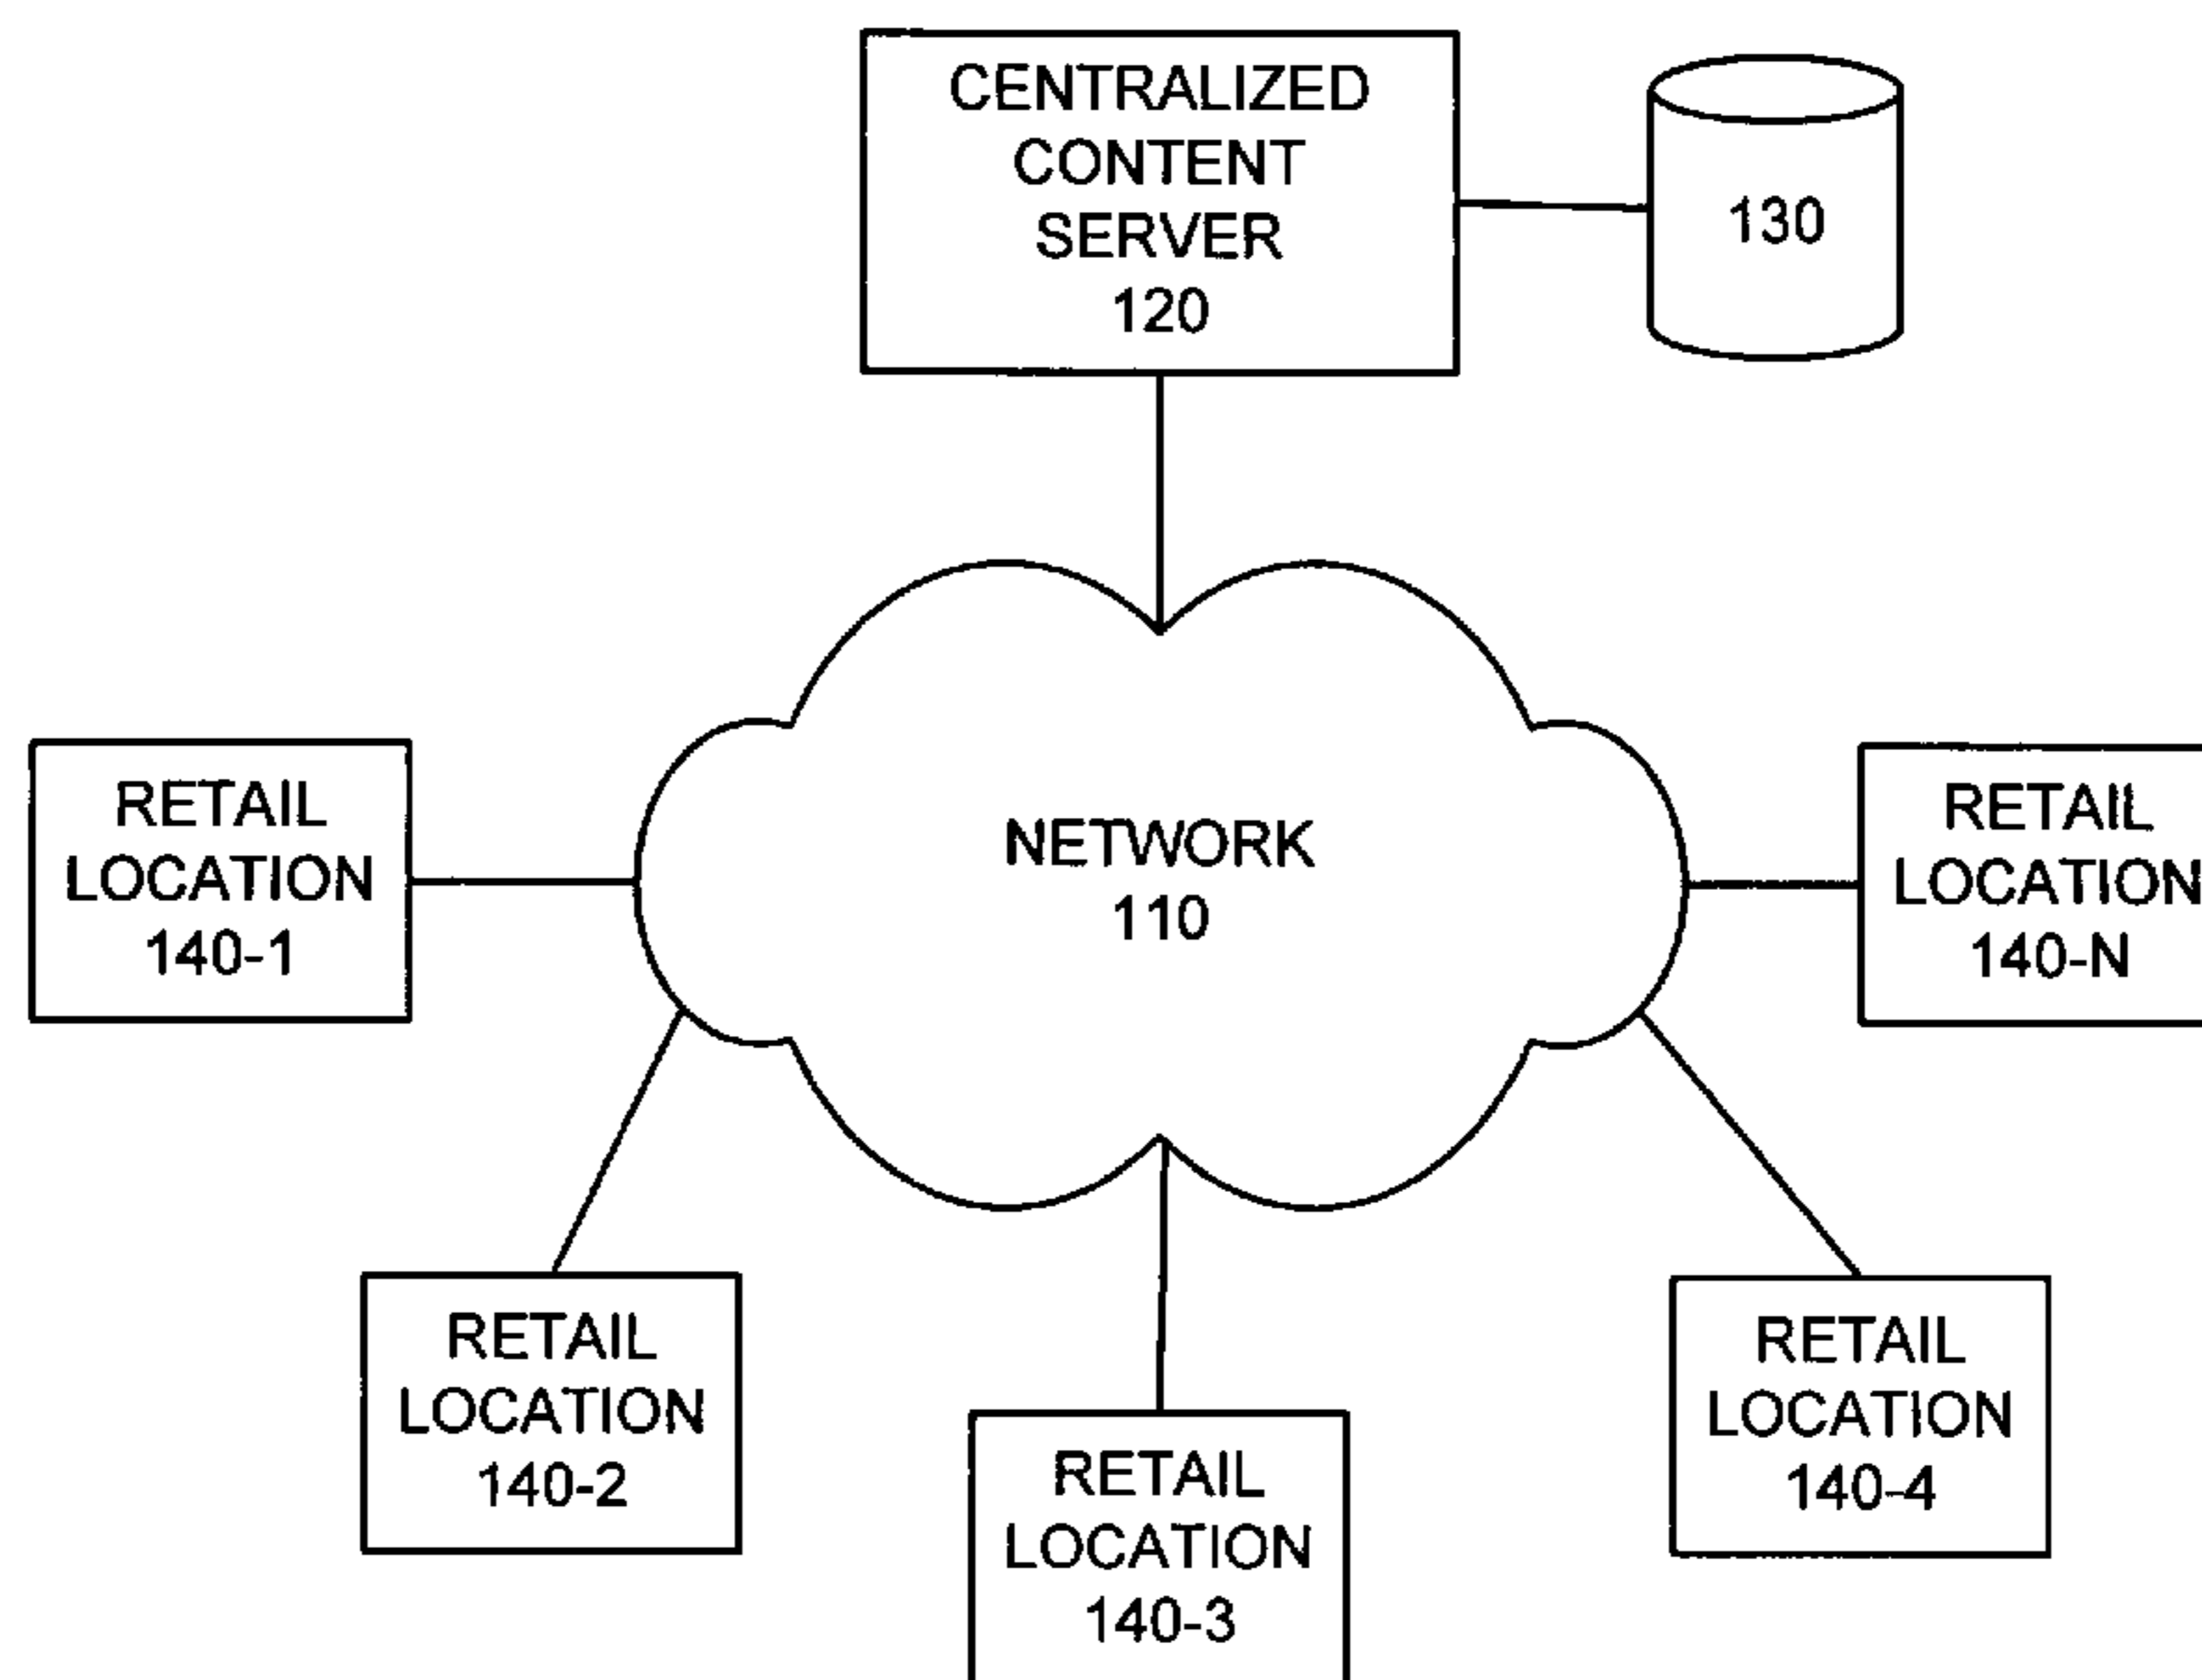 CENTRALIZED
CONTENT
SERVER
120
130
RETAIL
LOCATION
140-1
NETWORK
110
RETAIL
LOCATION
140-N
RETAIL
LOCATION
140-2
RETAIL
LOCATION
140-3
RETAIL
LOCATION
140-4